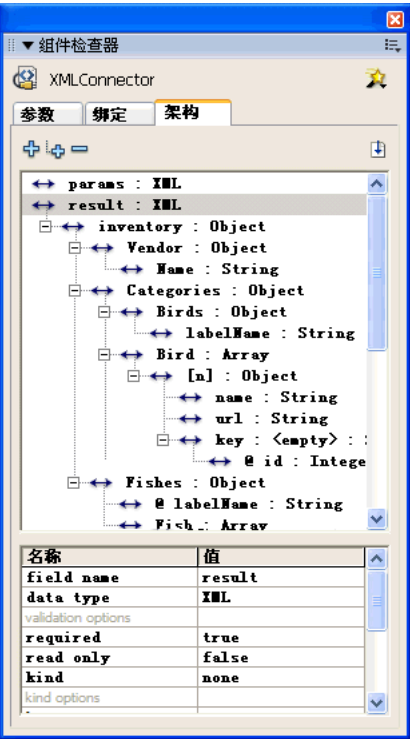 组件检查器
XMLConnector
参数 绑定 架构
params : XML
result : XML
inventory : Object
Vendor : Object
Name : String
Categories : Object
Birds : Object
labelName : String
Bird : Array
[n] : Object
name : String
url : String
key : <empty> :
@ id : Intege
Fishes : Object
@ labelName : String
Fish : Array
名称 值
field name result
data type XML
validation options
required true
read only false
kind none
kind options